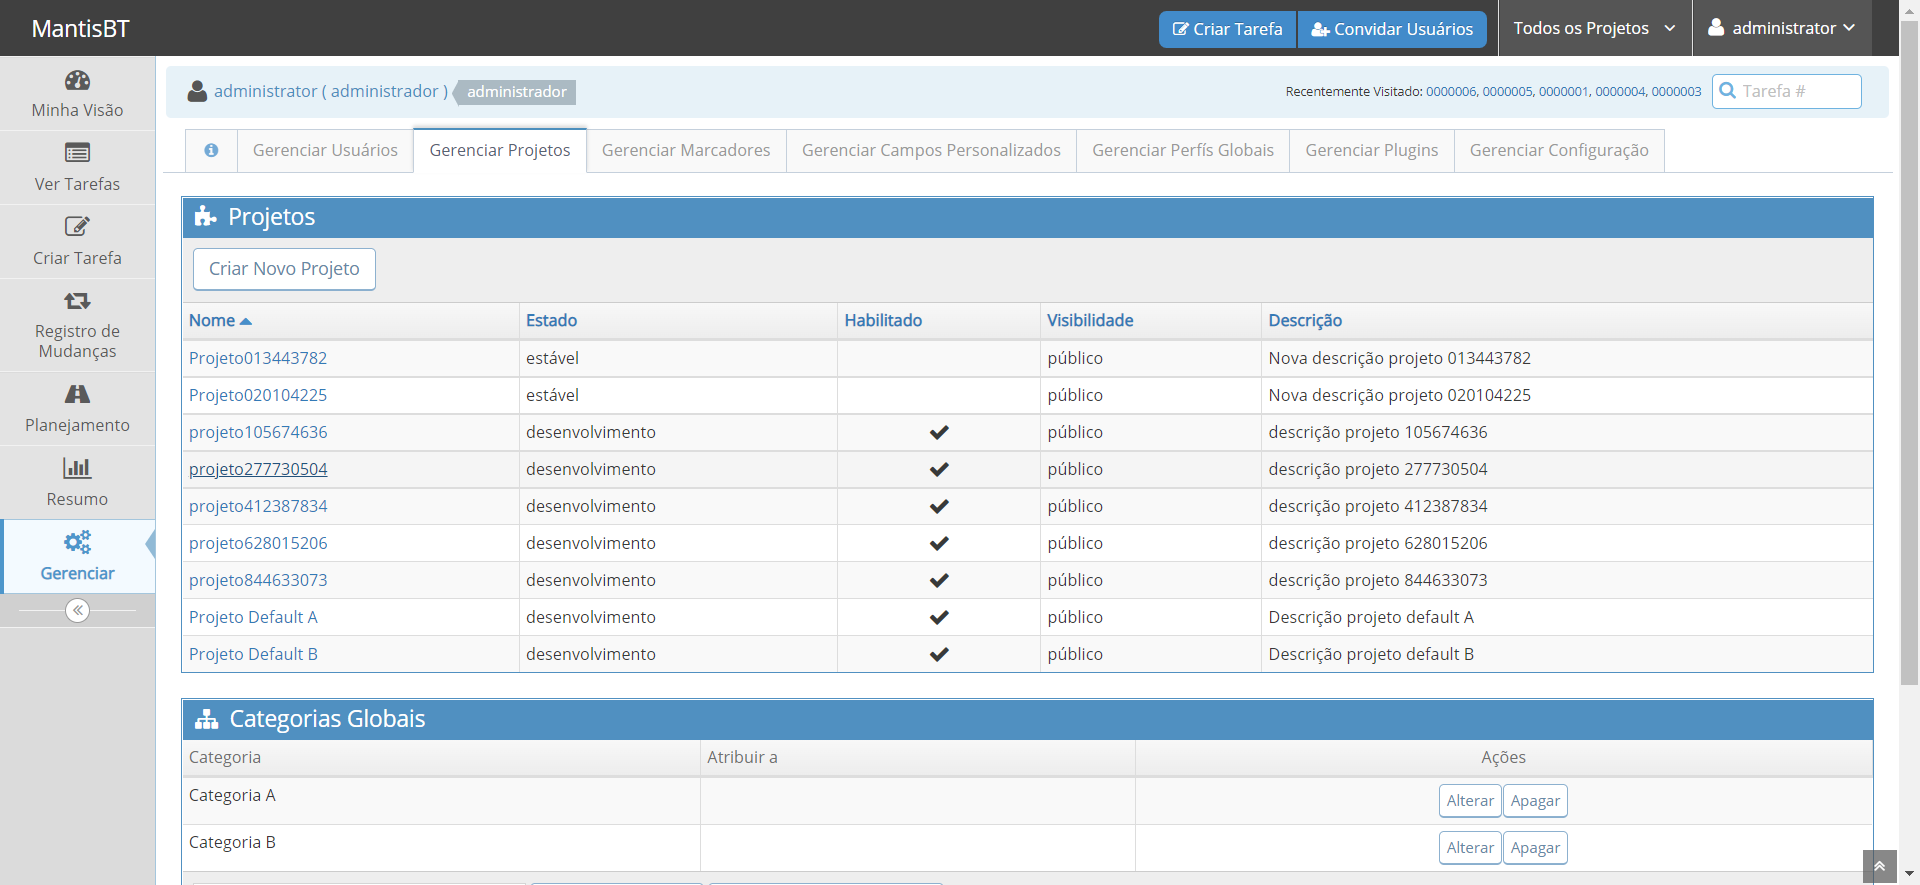 MantisBT
Criar Tarefa
Convidar Usuários
Todos os Projetos
administrator
Minha Visão
Ver Tarefas
Criar Tarefa
Registro de
Mudanças
Planejamento
Resumo
Gerenciar
administrator ( administrador ) administrador
Recentemente Visitado: 0000006, 0000005, 0000001, 0000004, 0000003
Tarefa #
Gerenciar Usuários
Gerenciar Projetos
Gerenciar Marcadores
Gerenciar Campos Personalizados
Gerenciar Perfís Globais
Gerenciar Plugins
Gerenciar Configuração
Projetos
Criar Novo Projeto
Nome Estado Habilitado Visibilidade Descrição
Projeto013443782 estável público Nova descrição projeto 013443782
Projeto020104225 estável público Nova descrição projeto 020104225
projeto105674636 desenvolvimento público descrição projeto 105674636
projeto277730504 desenvolvimento público descrição projeto 277730504
projeto412387834 desenvolvimento público descrição projeto 412387834
projeto628015206 desenvolvimento público descrição projeto 628015206
projeto844633073 desenvolvimento público descrição projeto 844633073
Projeto Default A desenvolvimento público Descrição projeto default A
Projeto Default B desenvolvimento público Descrição projeto default B
Categorias Globais
Categoria Atribuir a Ações
Categoria A Alterar Apagar
Categoria B Alterar Apagar